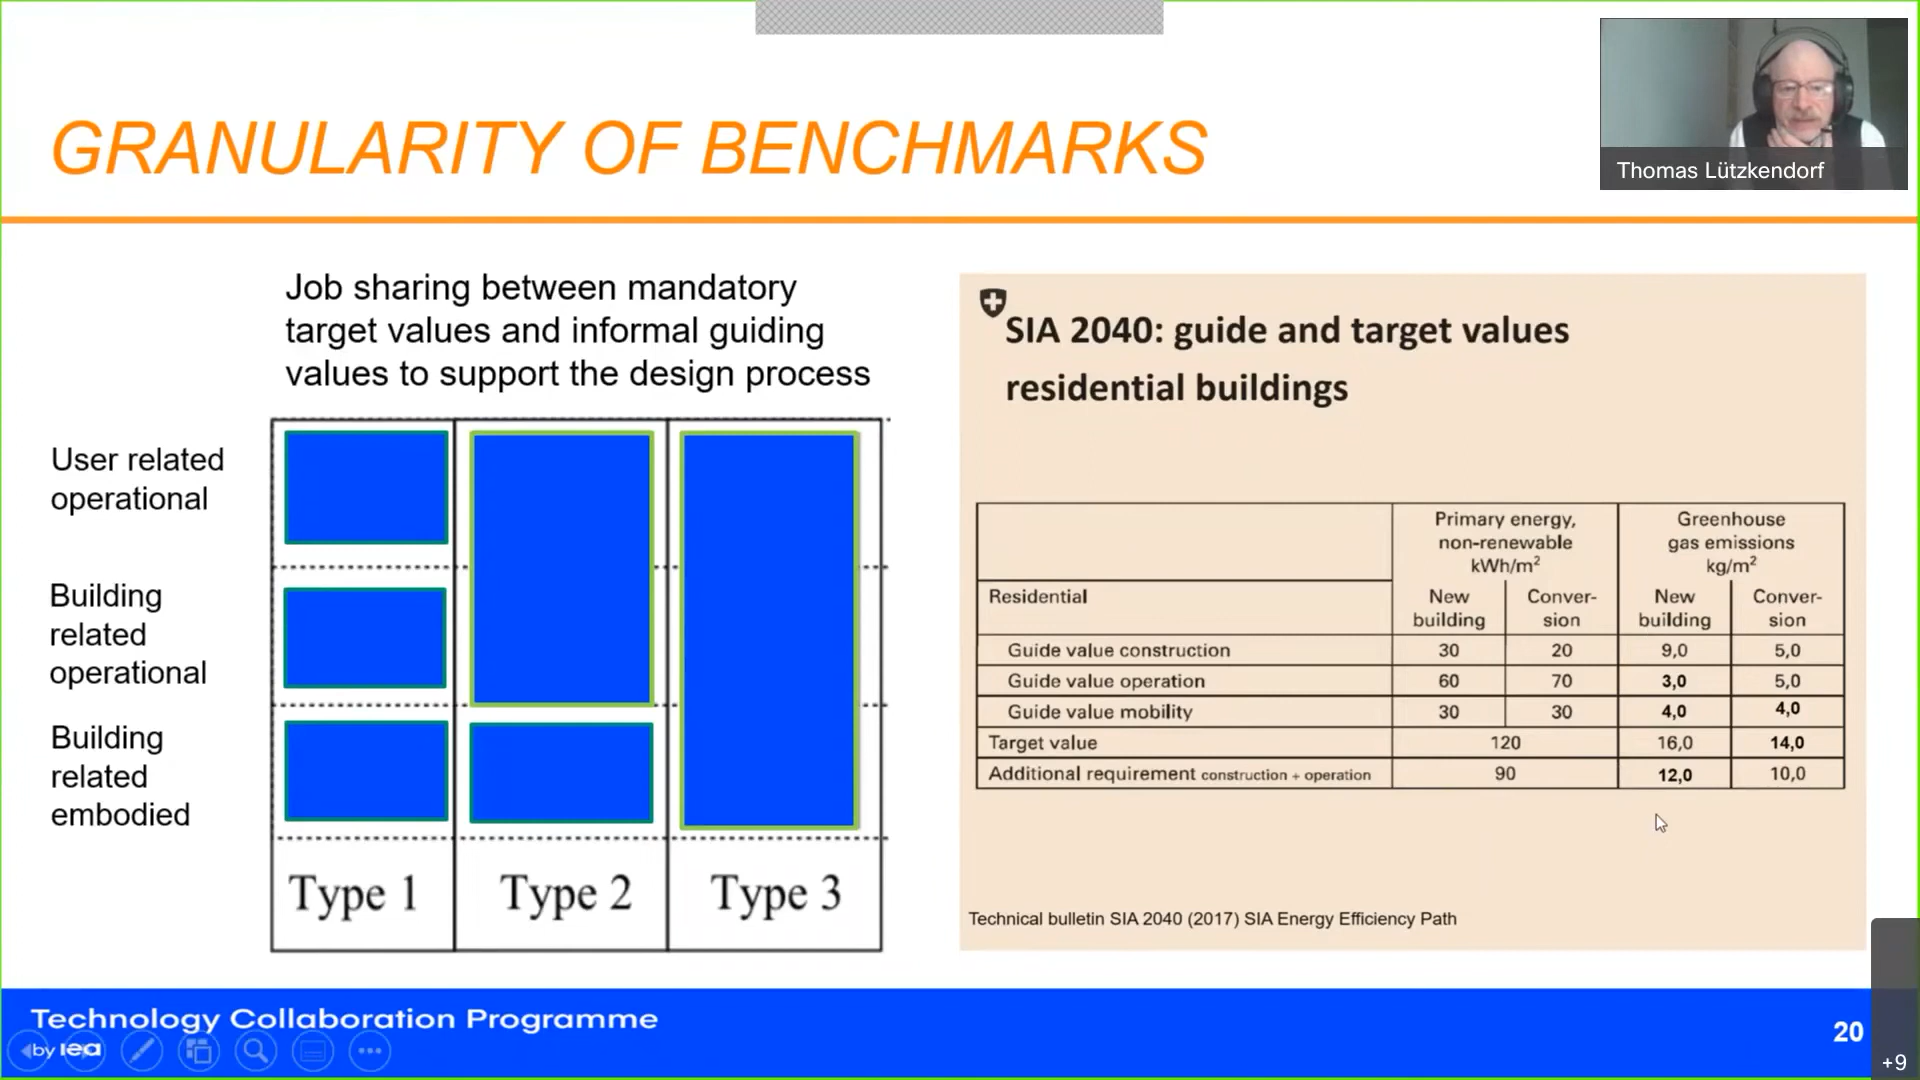 GRANULARITY OF BENCHMARKS
Thomas Lützkendorf
Job sharing between mandatory
target values and informal guiding
values to support the design process
User related
operational
Building
related
operational
Building
related
embodied
Type 1
Type 2
Type 3
SIA 2040: guide and target values
residential buildings
Primary energy,
non-renewable
kWh/m²
Greenhouse
gas emissions
kg/m²
Residential
New
building
Conver-
sion
New
building
Conver-
sion
Guide value construction 30 20 9,0 5,0
Guide value operation 60 70 3,0 5,0
Guide value mobility 30 30 4,0 4,0
Target value 120 16,0 14,0
Additional requirement construction + operation 90 12,0 10,0
Technical bulletin SIA 2040 (2017) SIA Energy Efficiency Path
Technology Collaboration Programme
by iea
20
+9